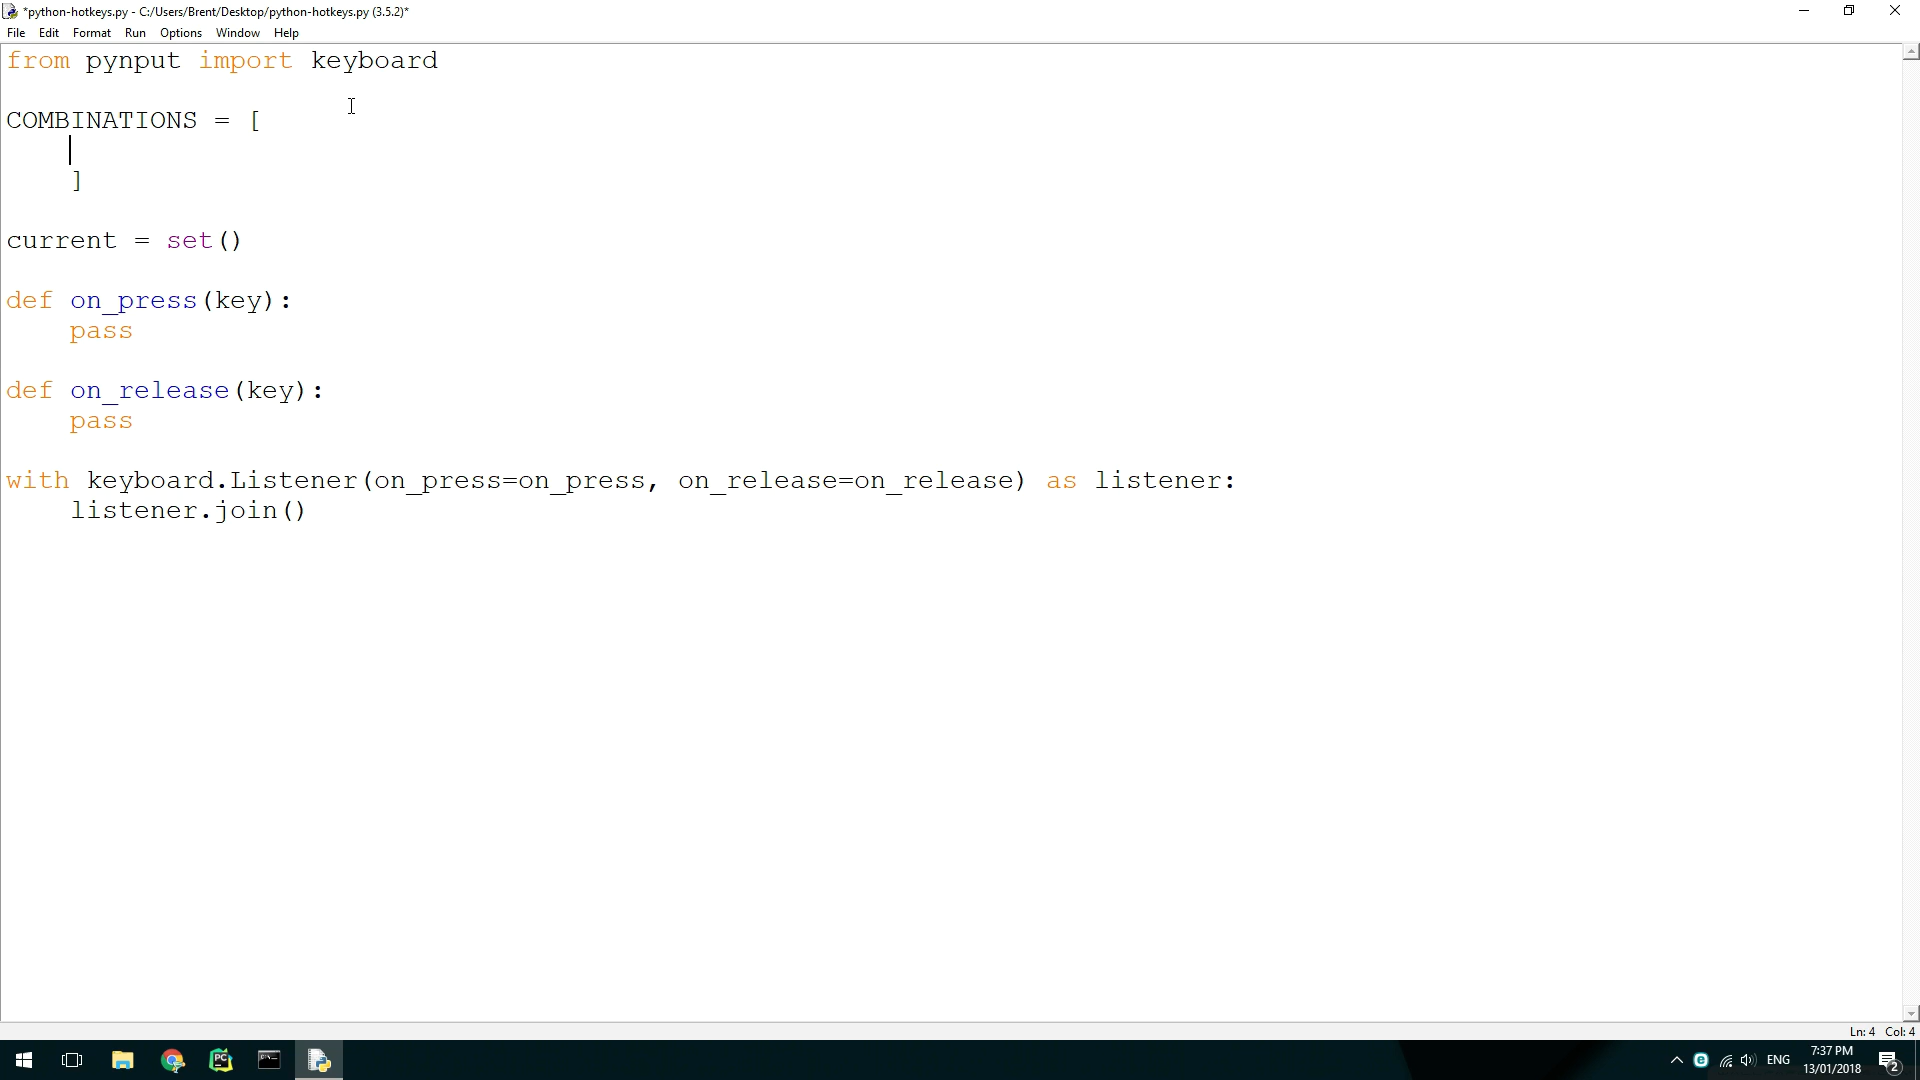 *python-hotkeys.py - C:/Users/Brent/Desktop/python-hotkeys.py (3.5.2)*
File Edit Format Run Options Window Help
from pynput import keyboard
COMBINATIONS = [
    ]
current = set()
def on_press(key):
    pass
def on_release(key):
    pass
with keyboard.Listener(on_press=on_press, on_release=on_release) as listener:
    listener.join()
Ln: 4 Col: 4
PC
C:\_
e
ENG
7:37 PM
13/01/2018
2